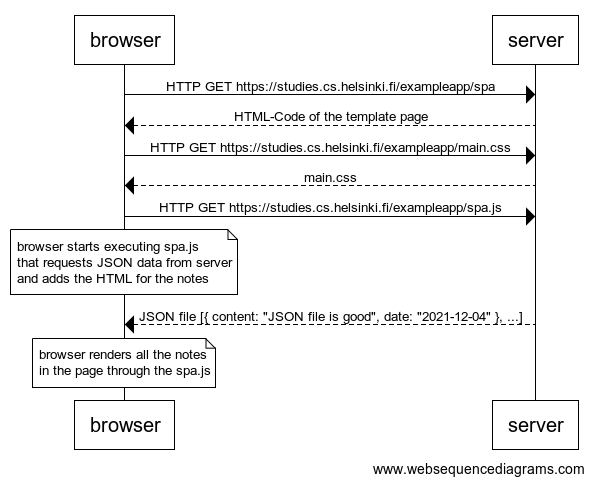 browser
server
HTTP GET https://studies.cs.helsinki.fi/exampleapp/spa
HTML-Code of the template page
HTTP GET https://studies.cs.helsinki.fi/exampleapp/main.css
main.css
HTTP GET https://studies.cs.helsinki.fi/exampleapp/spa.js
browser starts executing spa.js
that requests JSON data from server
and adds the HTML for the notes
JSON file [{ content: "JSON file is good", date: "2021-12-04" }, ...]
browser renders all the notes
in the page through the spa.js
browser
server
www.websequencediagrams.com